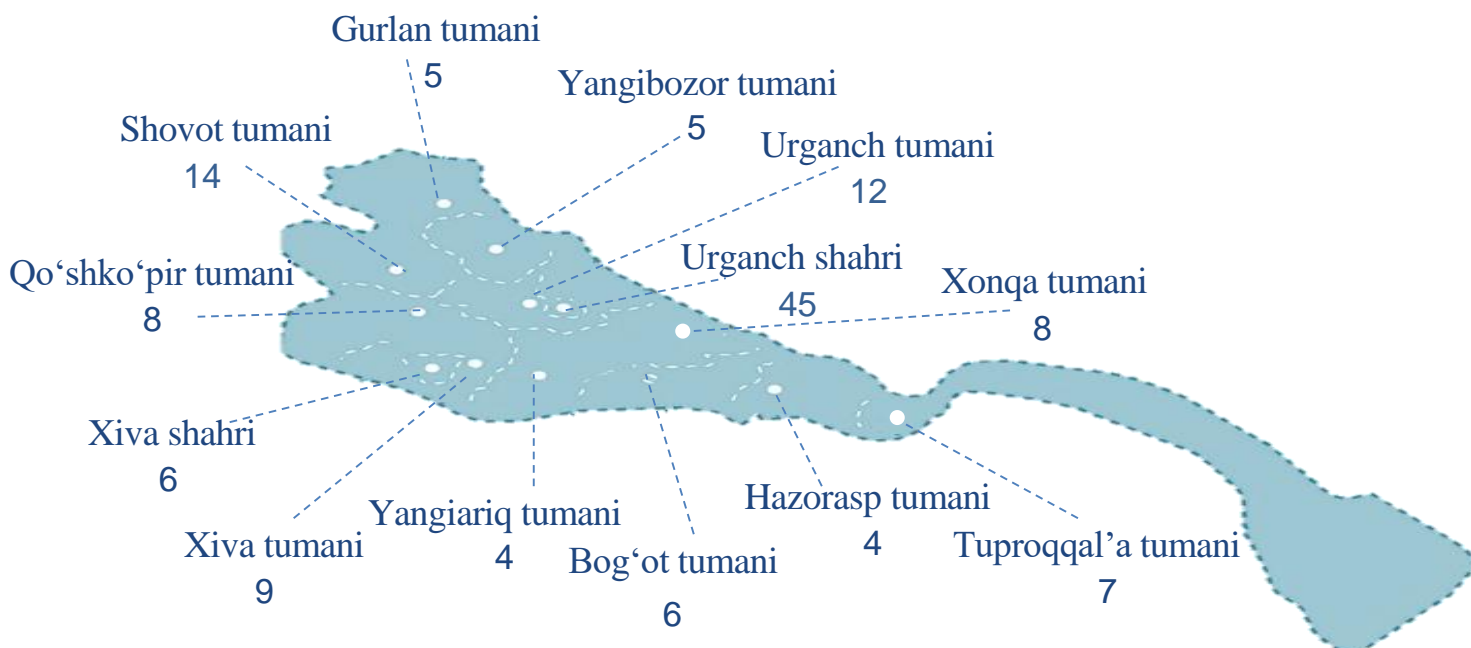 Gurlan tumani
5
Yangibozor tumani
5
Shovot tumani
14
Urganch tumani
12
Urganch shahri
45
Qo‘shko‘pir tumani
8
Xonqa tumani
8
Xiva shahri
6
Xiva tumani
9
Yangiariq tumani
4
Bog‘ot tumani
6
Hazorasp tumani
4
Tuproqqal’a tumani
7